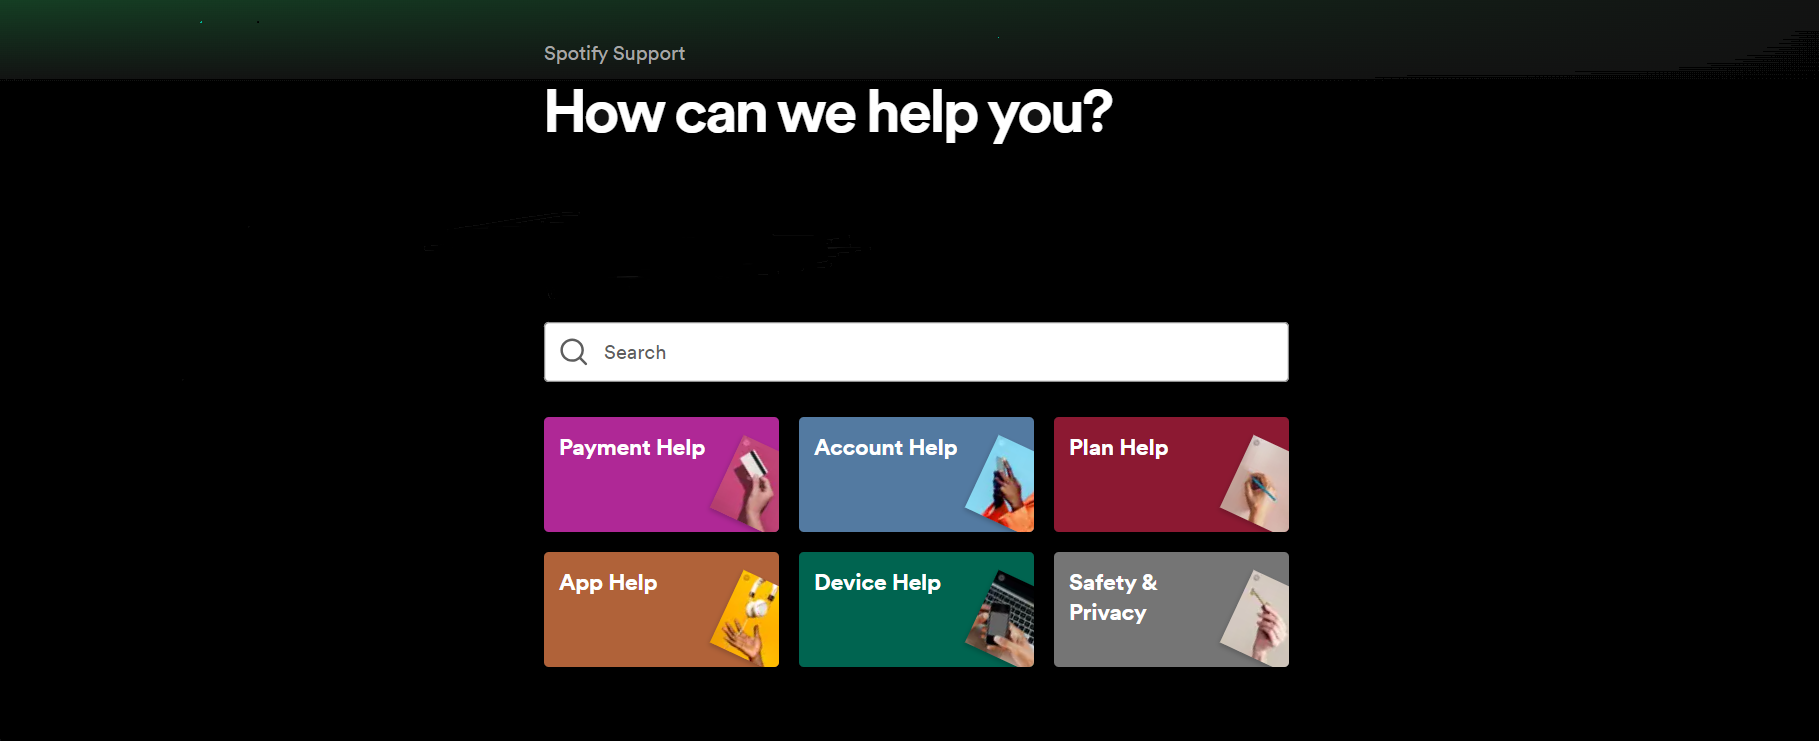 Spotify Support
How can we help you?
Search
Payment Help
Account Help
Plan Help
App Help
Device Help
Safety &
Privacy